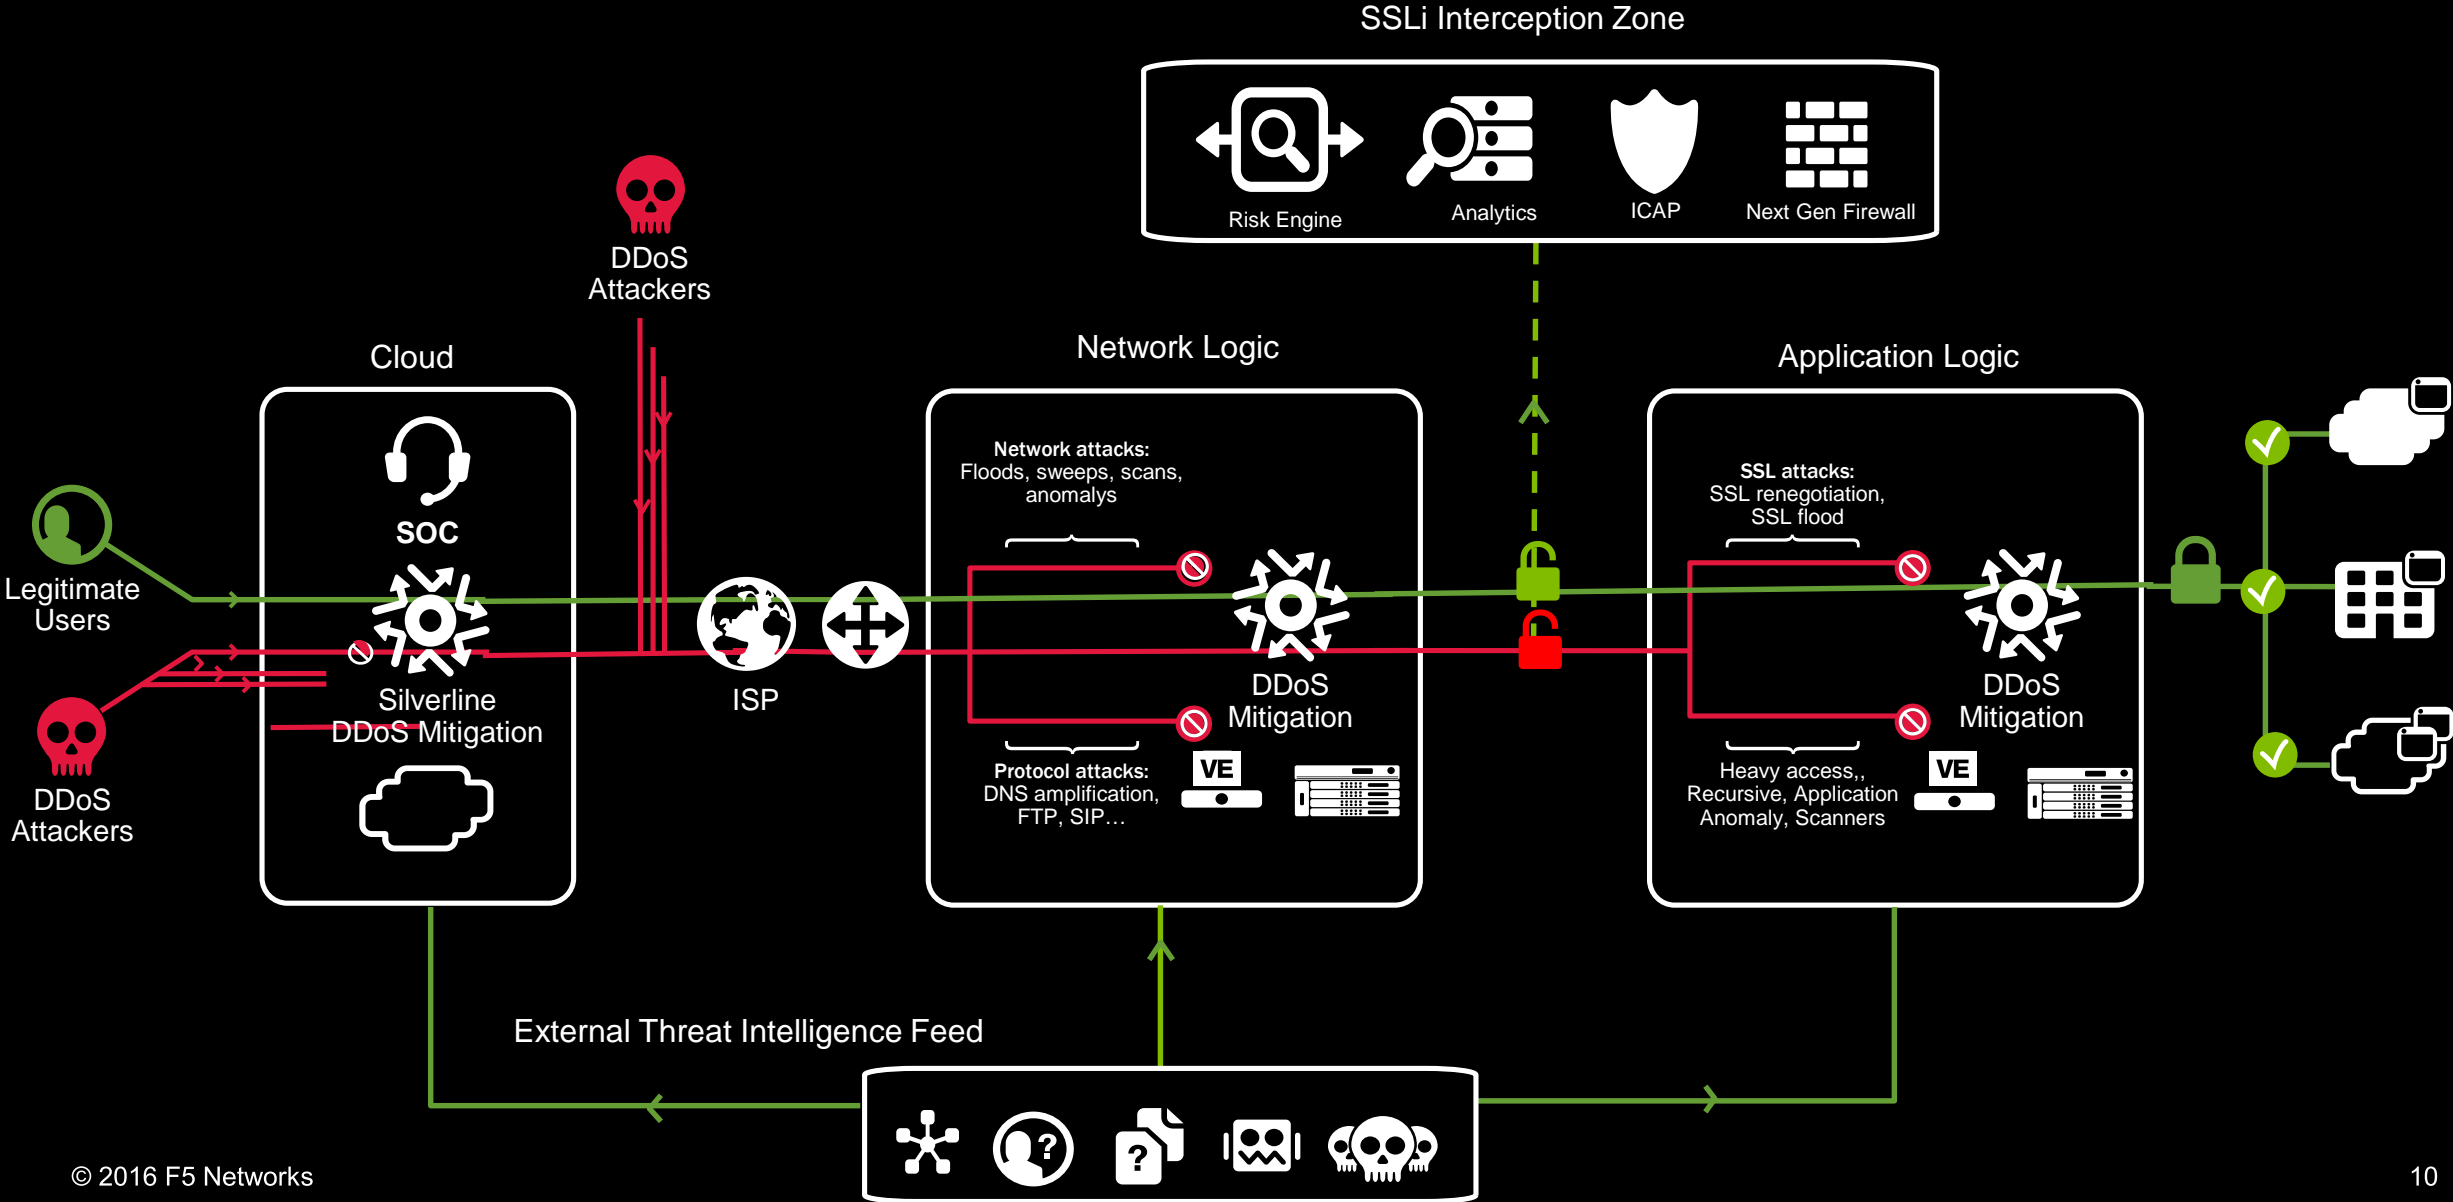 SSLi Interception Zone
Risk Engine
Analytics
ICAP
Next Gen Firewall
DDoS
Attackers
Cloud
Network Logic
Application Logic
SOC
Network attacks:
Floods, sweeps, scans,
anomalys
SSL attacks:
SSL renegotiation,
SSL flood
Legitimate
Users
Silverline
DDoS Mitigation
ISP
DDoS
Mitigation
DDoS
Mitigation
DDoS
Attackers
Protocol attacks:
DNS amplification,
FTP, SIP…
VE
Heavy access,,
Recursive, Application
Anomaly, Scanners
VE
External Threat Intelligence Feed
?
?
© 2016 F5 Networks
10